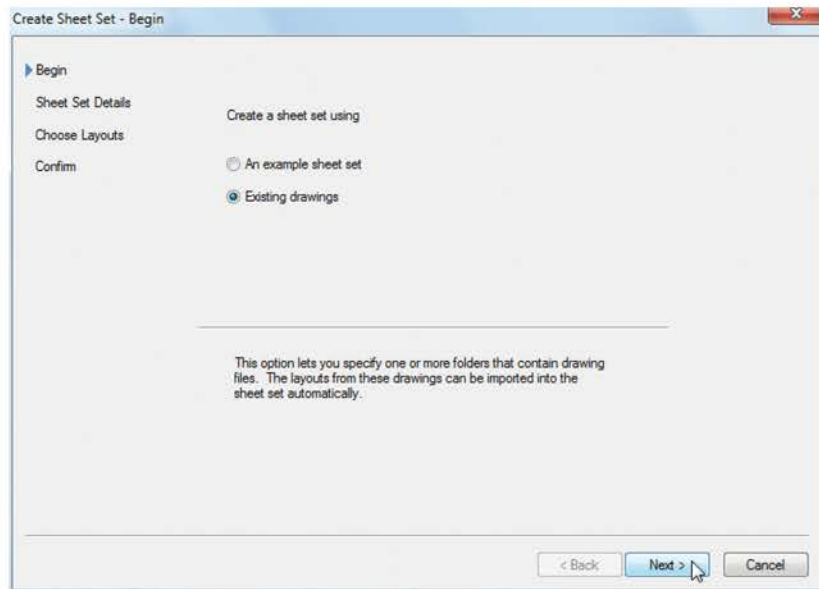 Create Sheet Set - Begin
Begin
Sheet Set Details
Choose Layouts
Confirm
Create a sheet set using
An example sheet set
Existing drawings
This option lets you specify one or more folders that contain drawing
files. The layouts from these drawings can be imported into the
sheet set automatically.
< Back
Next >
Cancel